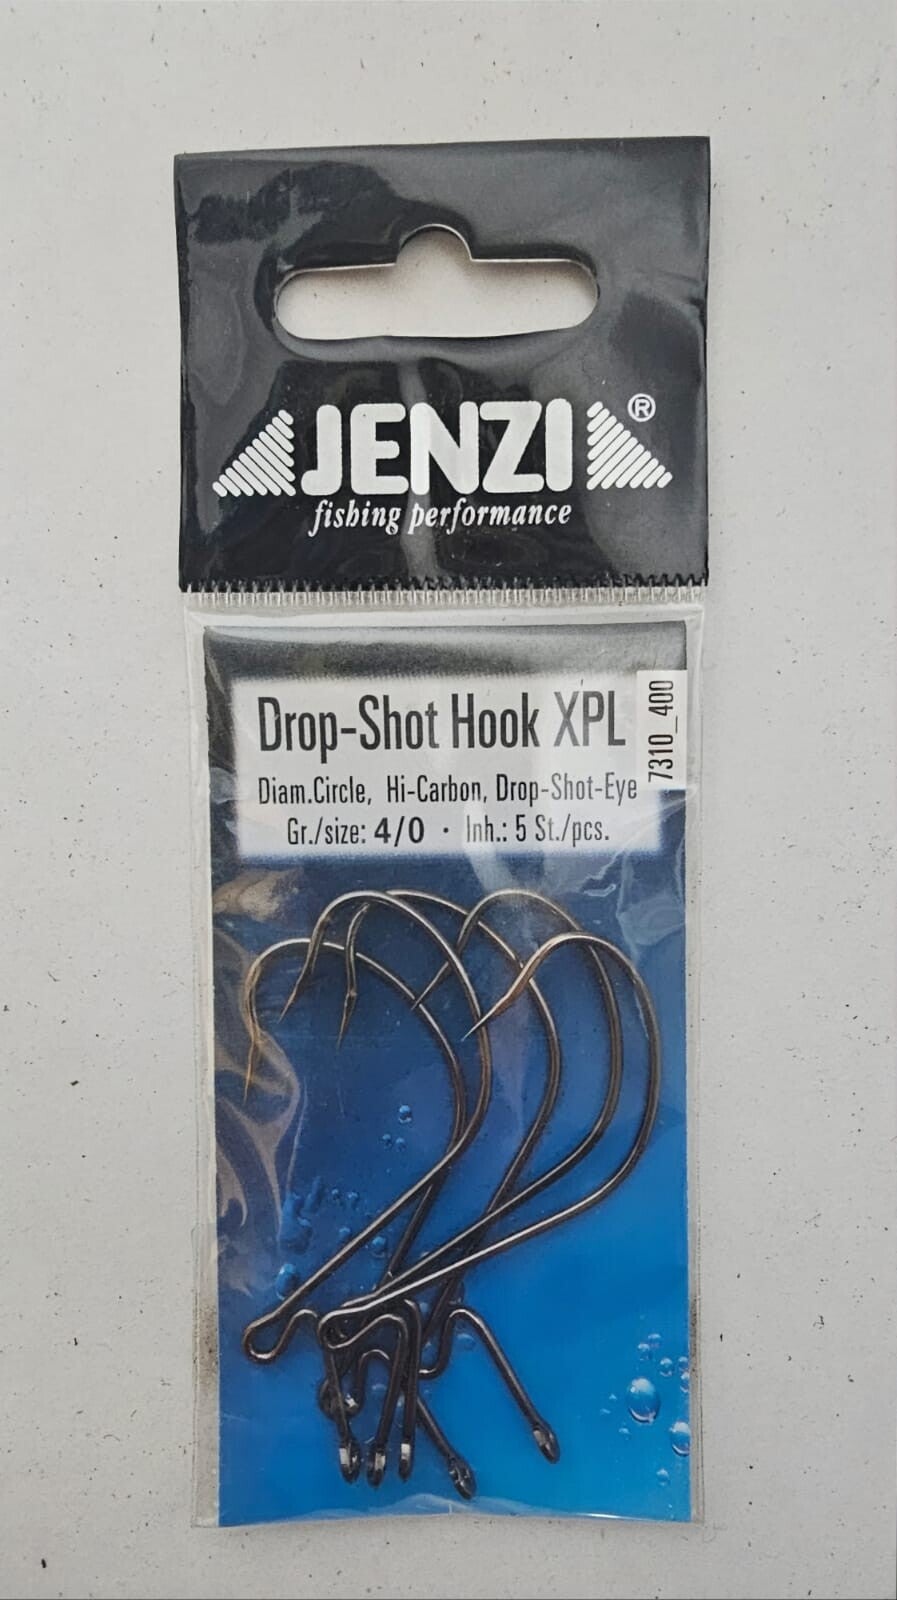 JENZI ®
fishing performance
Drop-Shot Hook XPL
7310_400
Diam.Circle, Hi-Carbon, Drop-Shot-Eye
Gr./size: 4/0 · Inh.: 5 St./pcs.